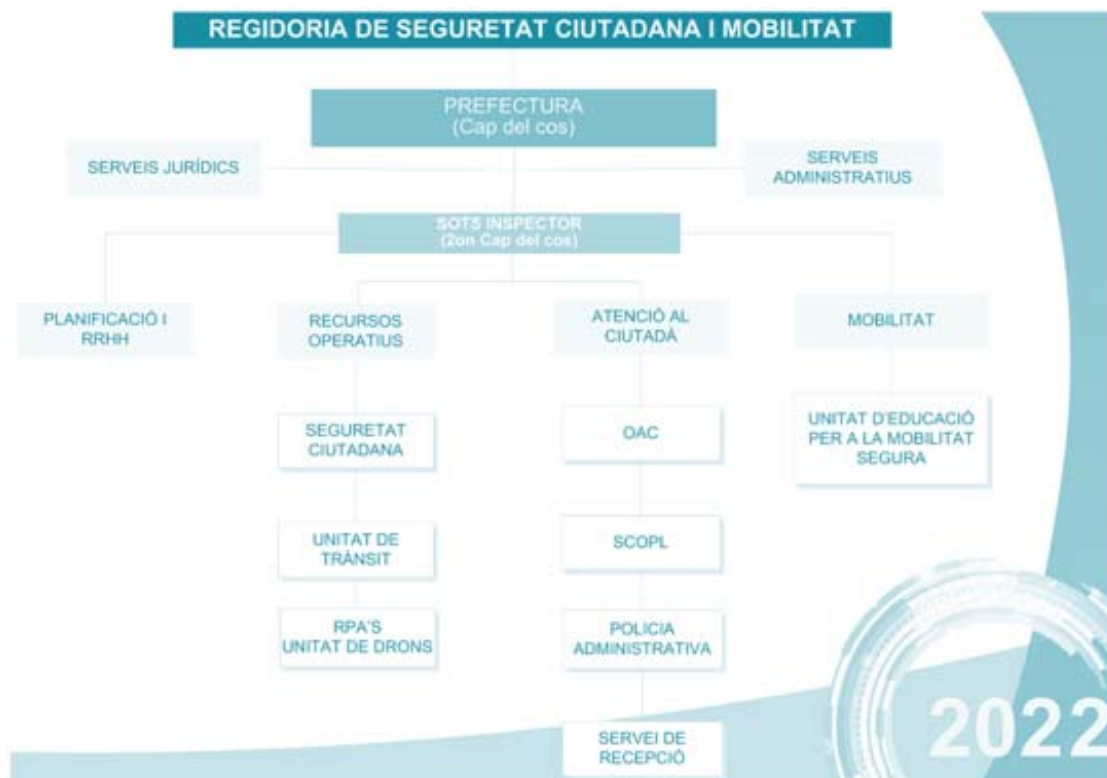 REGIDORIA DE SEGURETAT CIUTADANA I MOBILITAT
PREFECTURA
(Cap del cos)
SERVEIS JURÍDICS
SERVEIS
ADMINISTRATIUS
SOTS INSPECTOR
(2on Cap del cos)
PLANIFICACIÓ I
RRHH
RECURSOS
OPERATIUS
ATENCIÓ AL
CIUTADÀ
MOBILITAT
SEGURETAT
CIUTADANA
OAC
UNITAT D'EDUCACIÓ
PER A LA MOBILITAT
SEGURA
UNITAT DE
TRÀNSIT
SCOPL
RPA'S
UNITAT DE DRONS
POLICIA
ADMINISTRATIVA
SERVEI DE
RECEPCIÓ
2022